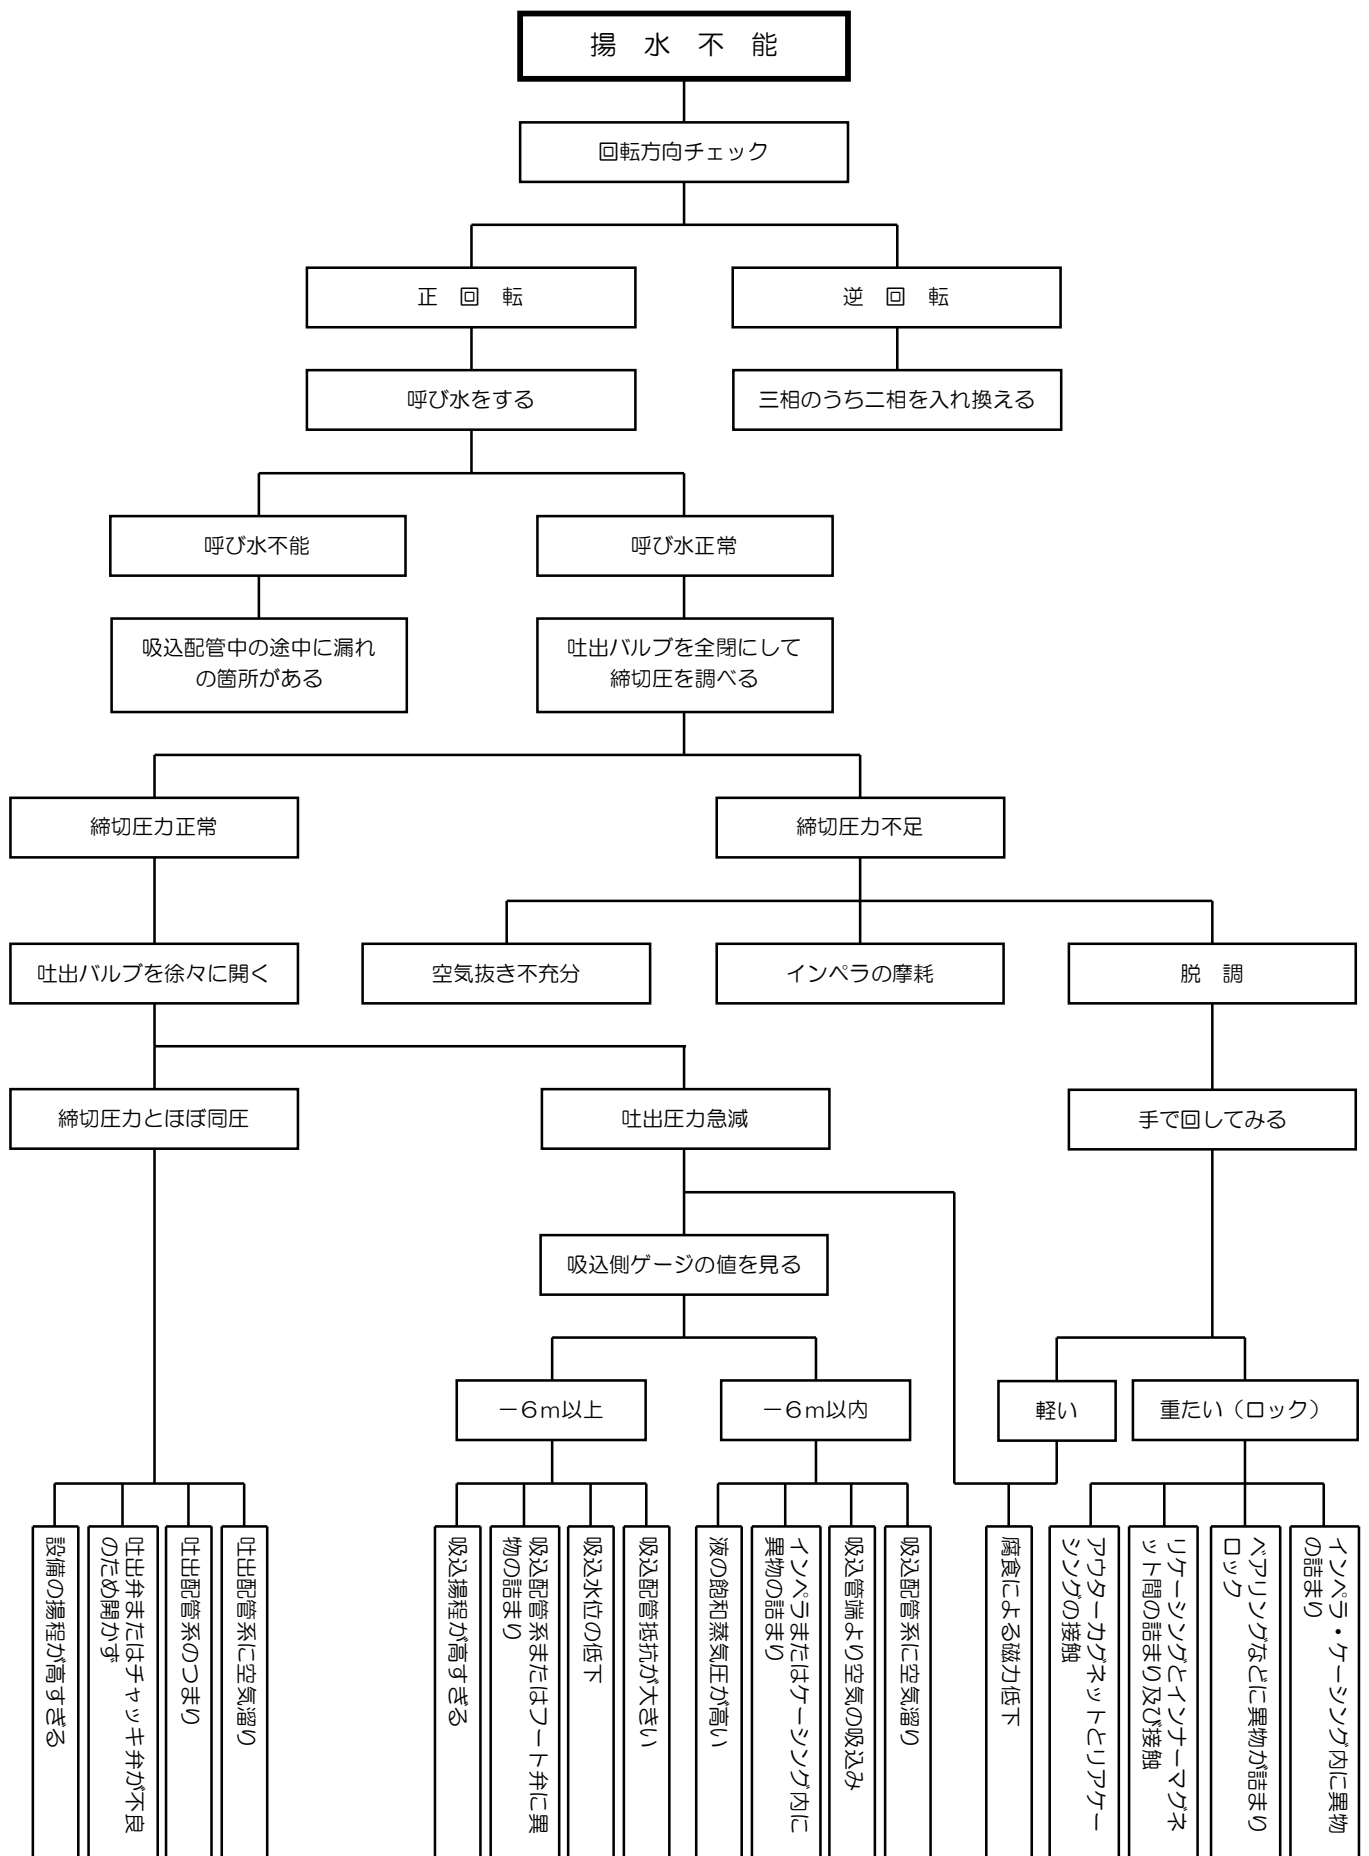 揚 水 不 能
回転方向チェック
正 回 転
逆 回 転
呼び水をする
三相のうち二相を入れ換える
呼び水不能
呼び水正常
吸込配管中の途中に漏れ
の箇所がある
吐出バルブを全閉にして
締切圧を調べる
締切圧力正常
締切圧力不足
吐出バルブを徐々に開く
空気抜き不充分
インペラの摩耗
脱 調
締切圧力とほぼ同圧
吐出圧力急減
手で回してみる
吸込側ゲージの値を見る
−6m以上
−6m以内
軽い
重たい(ロック)
設備の揚程が高すぎる
吐出弁またはチャッキ弁が不良
のため開かず
吐出配管系のつまり
吐出配管系に空気溜り
吸込揚程が高すぎる
吸込配管系またはフート弁に異
物の詰まり
吸込水位の低下
吸込配管抵抗が大きい
液の飽和蒸気圧が高い
インペラまたはケーシング内に
異物の詰まり
吸込管端より空気の吸込み
吸込配管系に空気溜り
腐食による磁力低下
アウターカグネットとリアケー
シングの接触
リケーシングとインナーマグネ
ット間の詰まり及び接触
ベアリングなどに異物が詰まり
ロック
インペラ・ケーシング内に異物
の詰まり